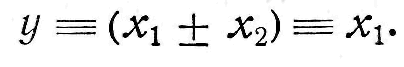 y ≡ (x₁ ± x₂) ≡ x₁.